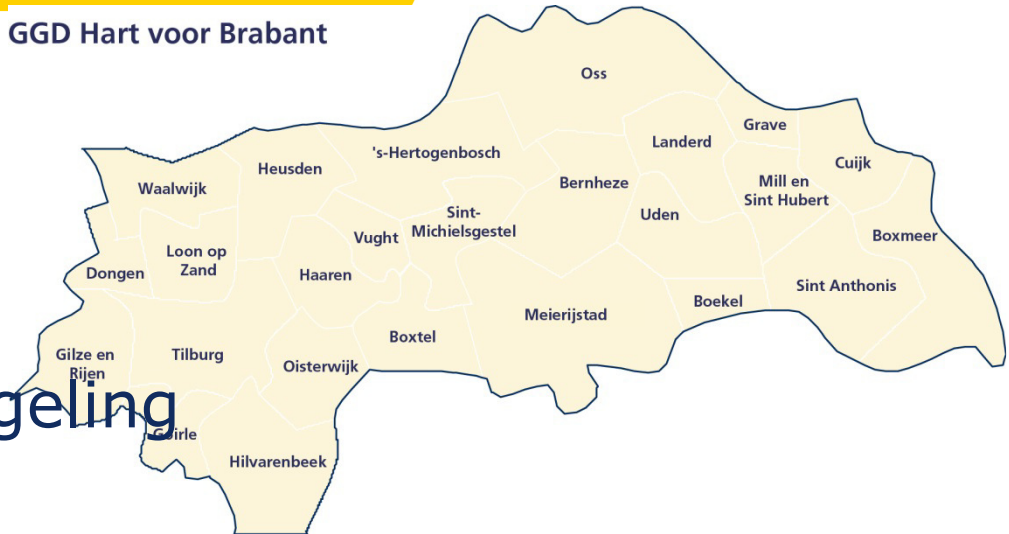 GGD Hart voor Brabant
Oss
Grave
Landerd
's-Hertogenbosch
Cuijk
Heusden
Bernheze
Mill en
Sint Hubert
Waalwijk
Sint-
Michielsgestel
Uden
Vught
Boxmeer
Loon op
Zand
Dongen
Haaren
Sint Anthonis
Boekel
Meierijstad
Boxtel
Gilze en
Rijen
Tilburg
Oisterwijk
geling
Goirle
Hilvarenbeek